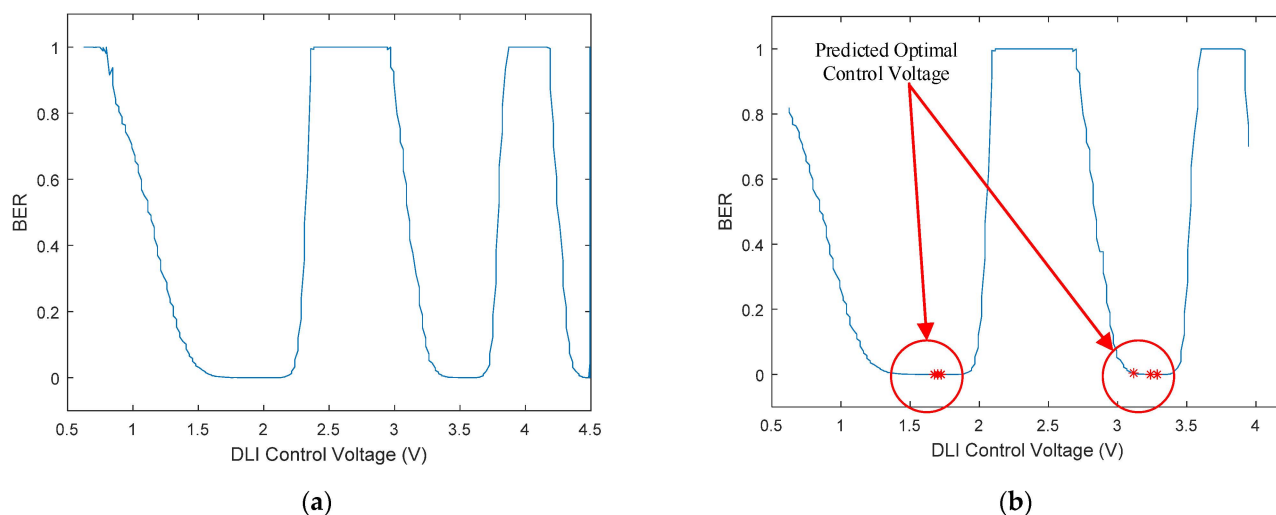 1
0.8
0.6
0.4
0.2
0
BER
0.5 1 1.5 2 2.5 3 3.5 4 4.5
DLI Control Voltage (V)
(a)
Predicted Optimal
Control Voltage
1
0.8
0.6
0.4
0.2
0
BER
0.5 1 1.5 2 2.5 3 3.5 4
DLI Control Voltage (V)
(b)